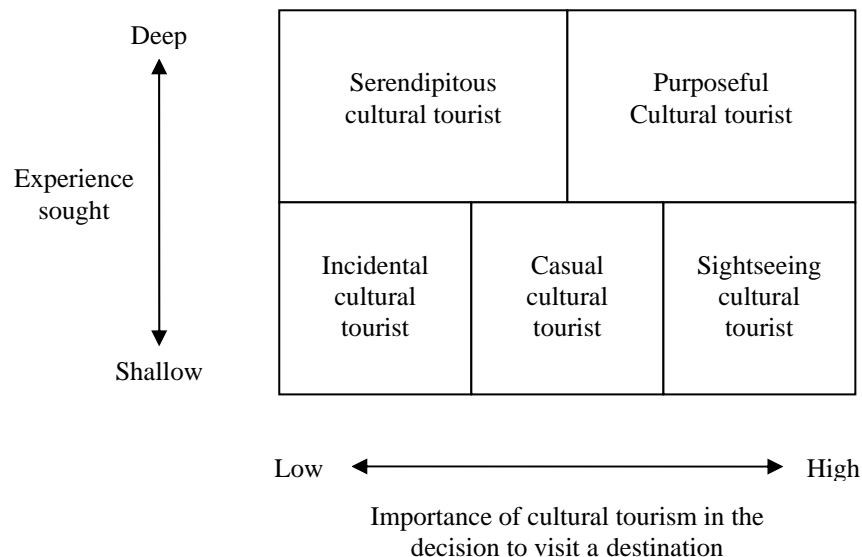 Deep
Serendipitous
cultural tourist
Purposeful
Cultural tourist
Experience
sought
Incidental
cultural
tourist
Casual
cultural
tourist
Sightseeing
cultural
tourist
Shallow
Low
High
Importance of cultural tourism in the
decision to visit a destination